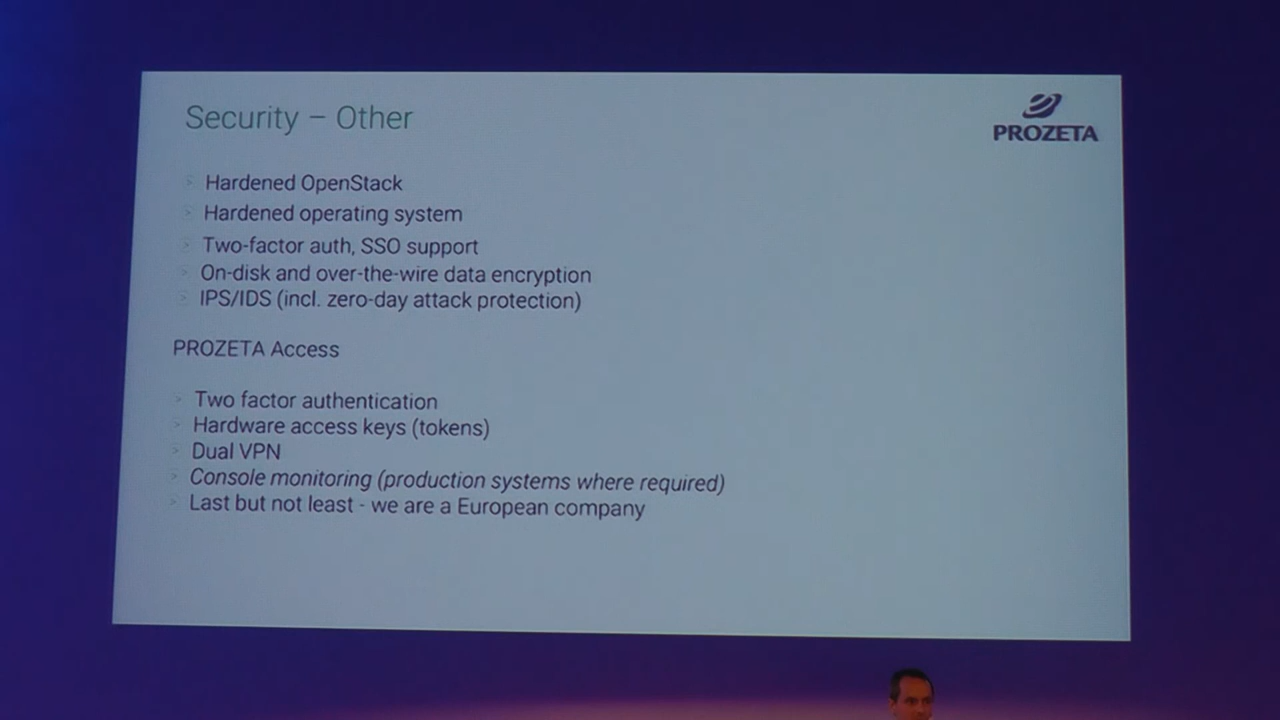 Security – Other
PROZETA
Hardened OpenStack
Hardened operating system
Two-factor auth, SSO support
On-disk and over-the-wire data encryption
IPS/IDS (incl. zero-day attack protection)
PROZETA Access
Two factor authentication
Hardware access keys (tokens)
Dual VPN
Console monitoring (production systems where required)
Last but not least - we are a European company